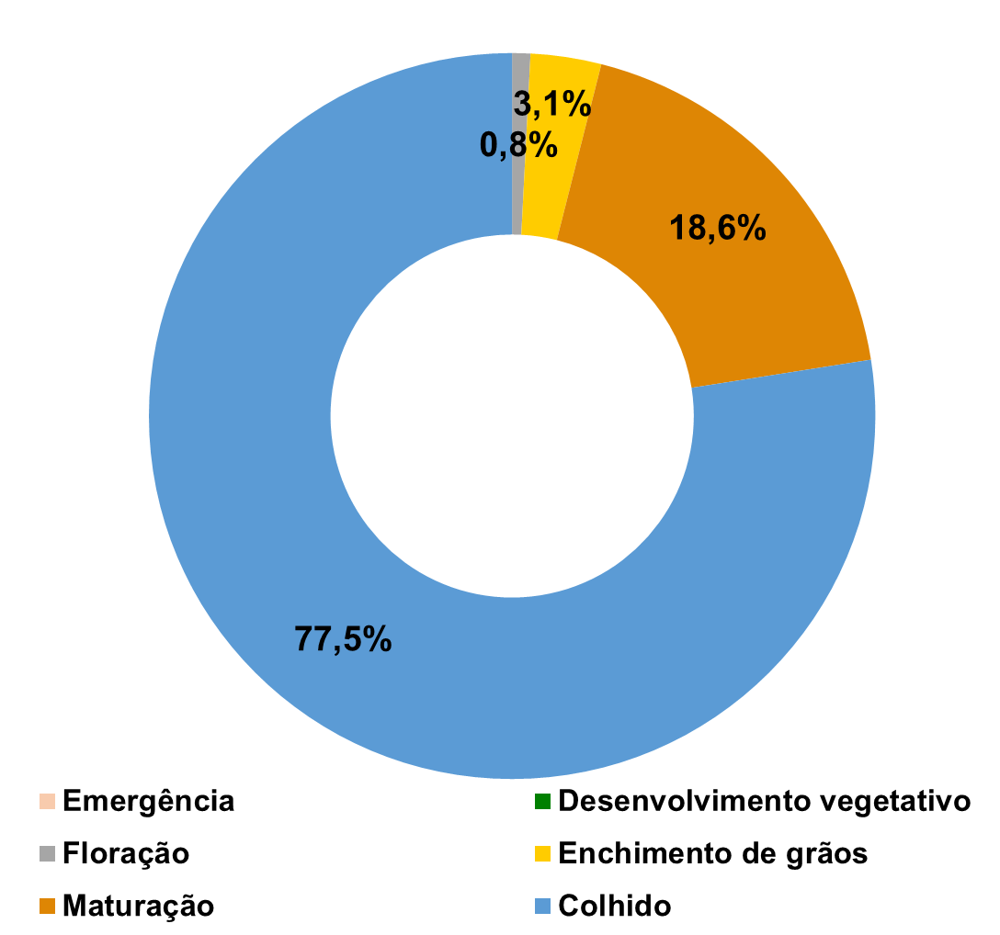 3,1%
0,8%
18,6%
77,5%
Emergência
Desenvolvimento vegetativo
Floração
Enchimento de grãos
Maturação
Colhido